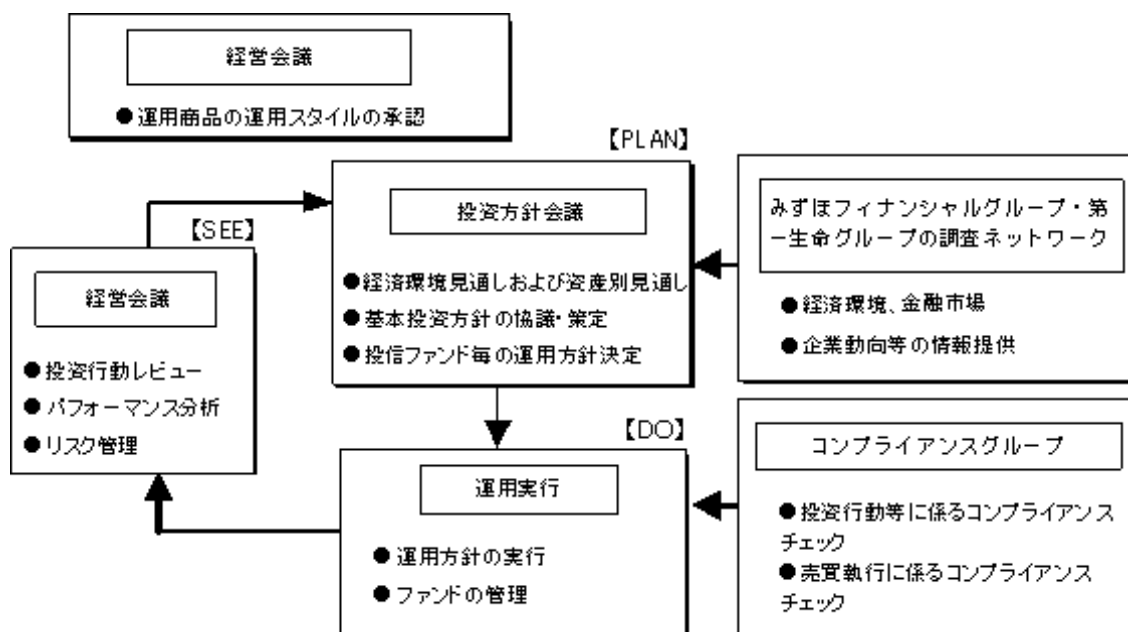 経営会議
●運用商品の運用スタイルの承認
【PLAN】
投資方針会議
●経済環境見通しおよび資産別見通し
●基本投資方針の協議・策定
●投信ファンド毎の運用方針決定
みずほフィナンシャルグループ・第
一生命グループの調査ネットワーク
●経済環境、金融市場
●企業動向等の情報提供
【SEE】
経営会議
●投資行動レビュー
●パフォーマンス分析
●リスク管理
【DO】
運用実行
●運用方針の実行
●ファンドの管理
コンプライアンスグループ
●投資行動等に係るコンプライアンス
チェック
●売買執行に係るコンプライアンス
チェック